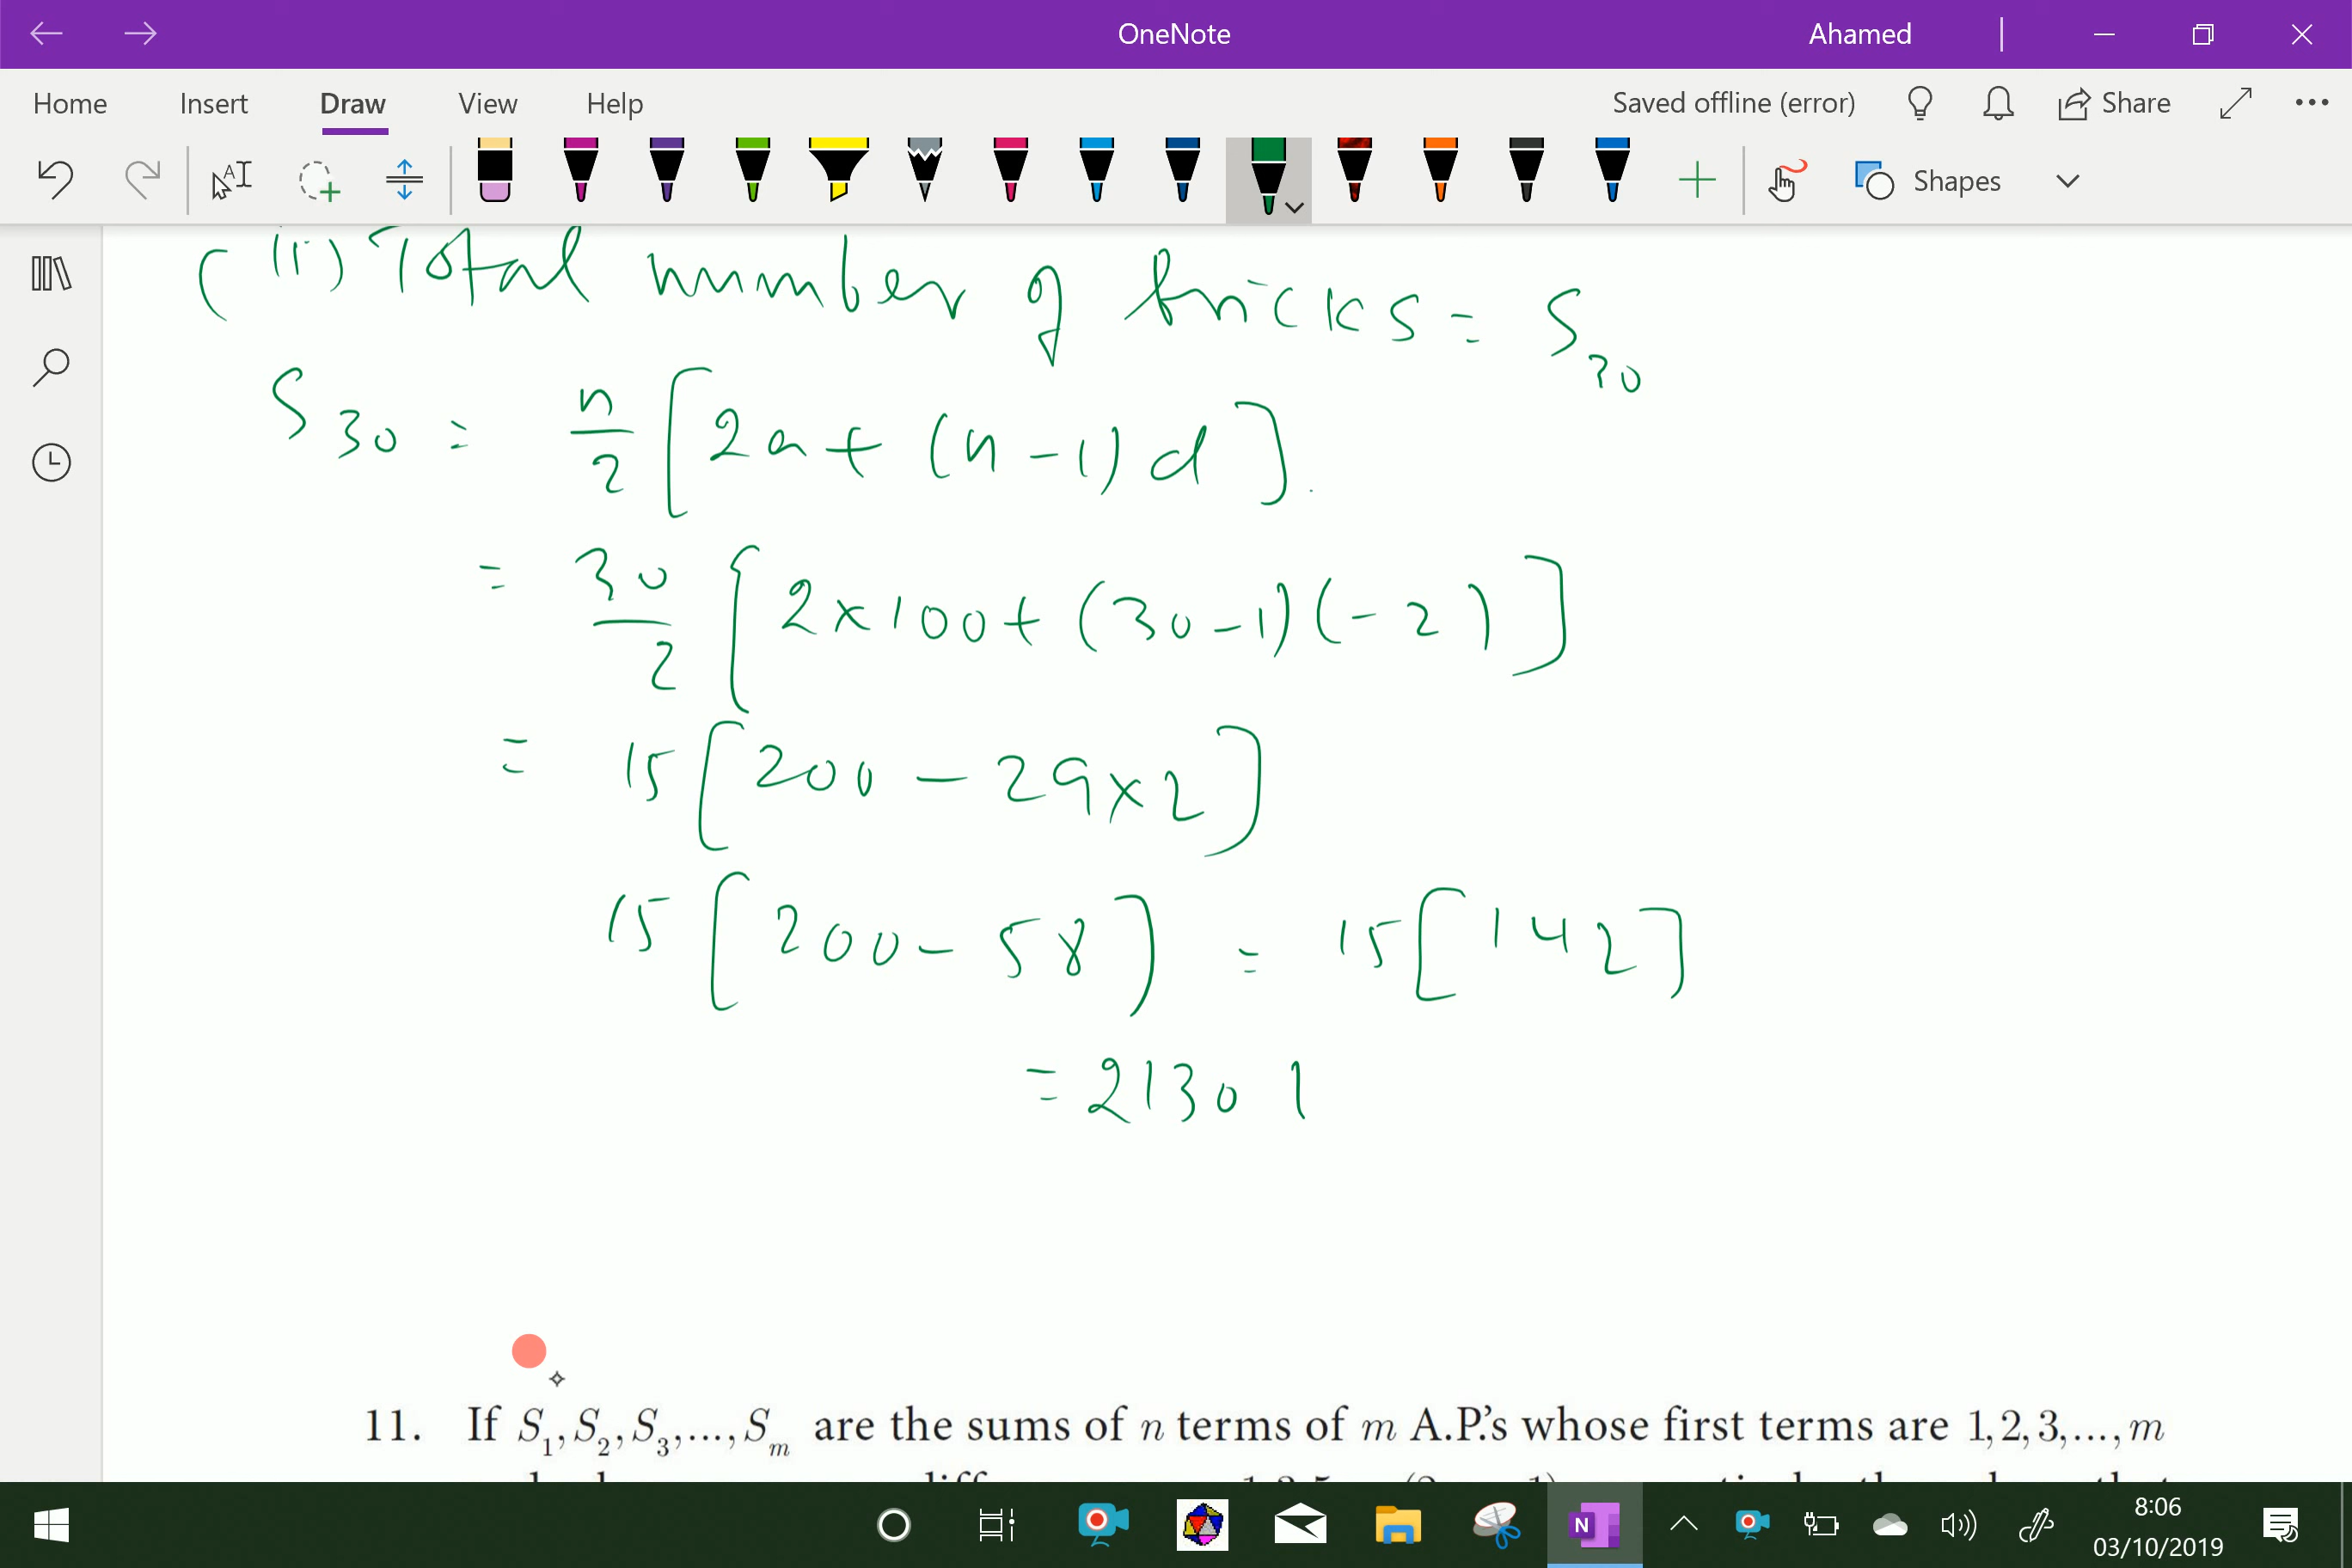 OneNote
Ahamed
Home Insert Draw View Help
Saved offline (error) Share
Shapes
(ii) Total number of bricks = S₃₀
S₃₀ = n/2 [2a + (n - 1) d].
= 30/2 [2 × 100 + (30 - 1)(-2)]
= 15 [200 - 29 × 2]
15 [200 - 58) = 15 [142]
= 2130 1
11. If S₁, S₂, S₃, ..., Sₘ are the sums of n terms of m A.P.'s whose first terms are 1, 2, 3, ..., m
N
8:06
03/10/2019